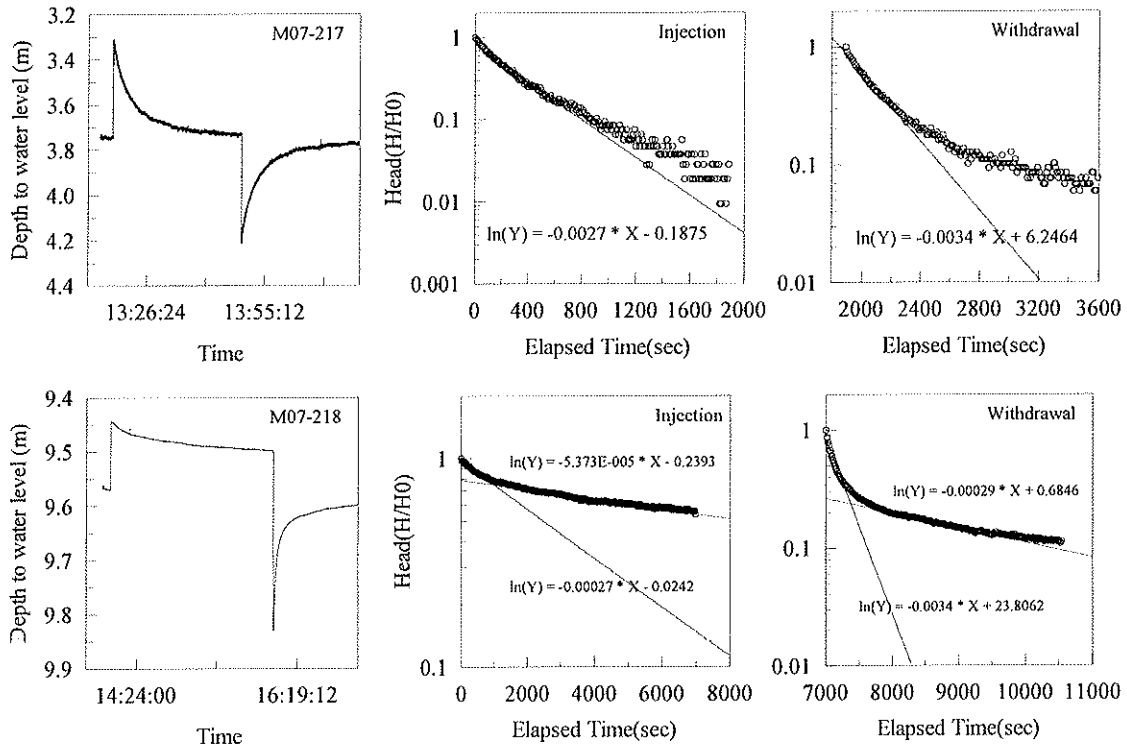 M07-217
Depth to water level (m)
3.2
3.4
3.6
3.8
4.0
4.2
4.4
13:26:24 13:55:12
Time
Injection
Head(H/H0)
1
0.1
0.01
0.001
ln(Y) = -0.0027 * X - 0.1875
0 400 800 1200 1600 2000
Elapsed Time(sec)
Withdrawal
1
0.1
0.01
ln(Y) = -0.0034 * X + 6.2464
2000 2400 2800 3200 3600
Elapsed Time(sec)
M07-218
Depth to water level (m)
9.4
9.5
9.6
9.7
9.8
9.9
14:24:00 16:19:12
Time
Injection
Head(H/H0)
1
0.1
ln(Y) = -5.373E-005 * X - 0.2393
ln(Y) = -0.00027 * X - 0.0242
0 2000 4000 6000 8000
Elapsed Time(sec)
Withdrawal
1
0.1
0.01
ln(Y) = -0.00029 * X + 0.6846
ln(Y) = -0.0034 * X + 23.8062
7000 8000 9000 10000 11000
Elapsed Time(sec)